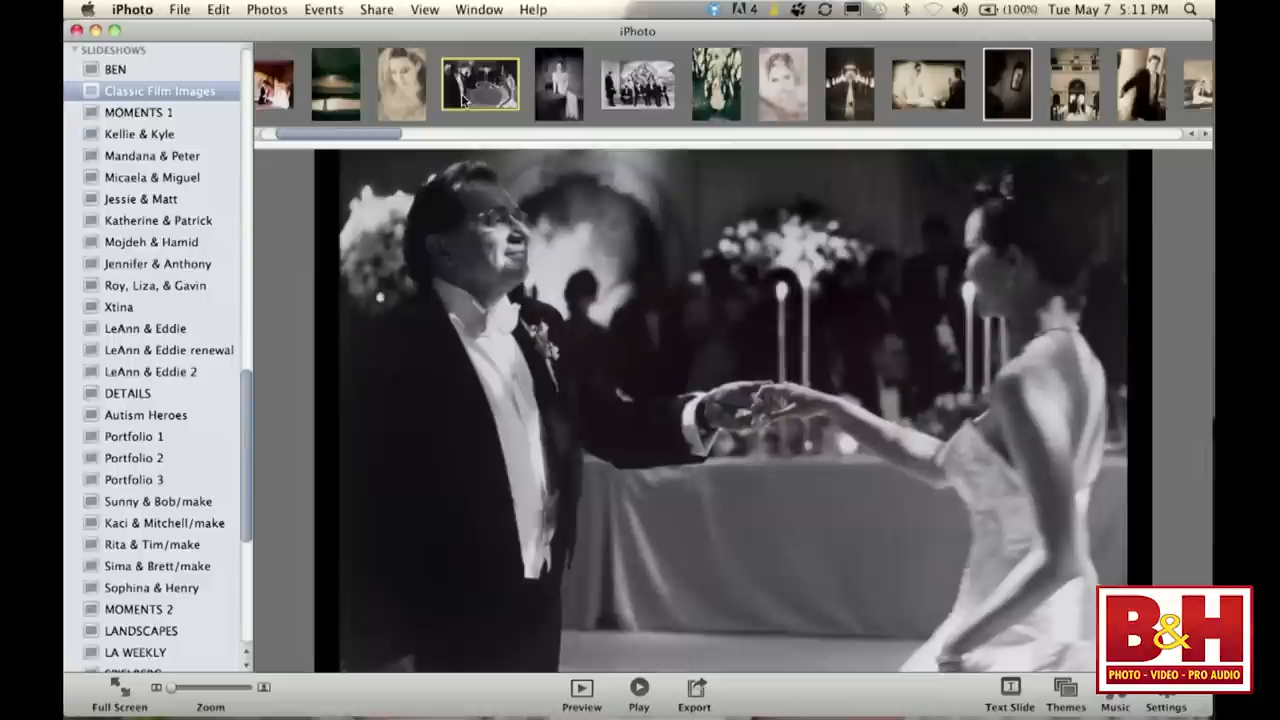 iPhoto File Edit Photos Events Share View Window Help 4 (100%) Tue May 7 5:11 PM
iPhoto
SLIDESHOWS
BEN
Classic Film Images
MOMENTS 1
Kellie & Kyle
Mandana & Peter
Micaela & Miguel
Jessie & Matt
Katherine & Patrick
Mojdeh & Hamid
Jennifer & Anthony
Roy, Liza, & Gavin
Xtina
LeAnn & Eddie
LeAnn & Eddie renewal
LeAnn & Eddie 2
DETAILS
Autism Heroes
Portfolio 1
Portfolio 2
Portfolio 3
Sunny & Bob/make
Kaci & Mitchell/make
Rita & Tim/make
Sima & Brett/make
Sophina & Henry
MOMENTS 2
LANDSCAPES
LA WEEKLY
B&H
PHOTO - VIDEO - PRO AUDIO
Full Screen Zoom Preview Play Export Text Slide Themes Music Settings